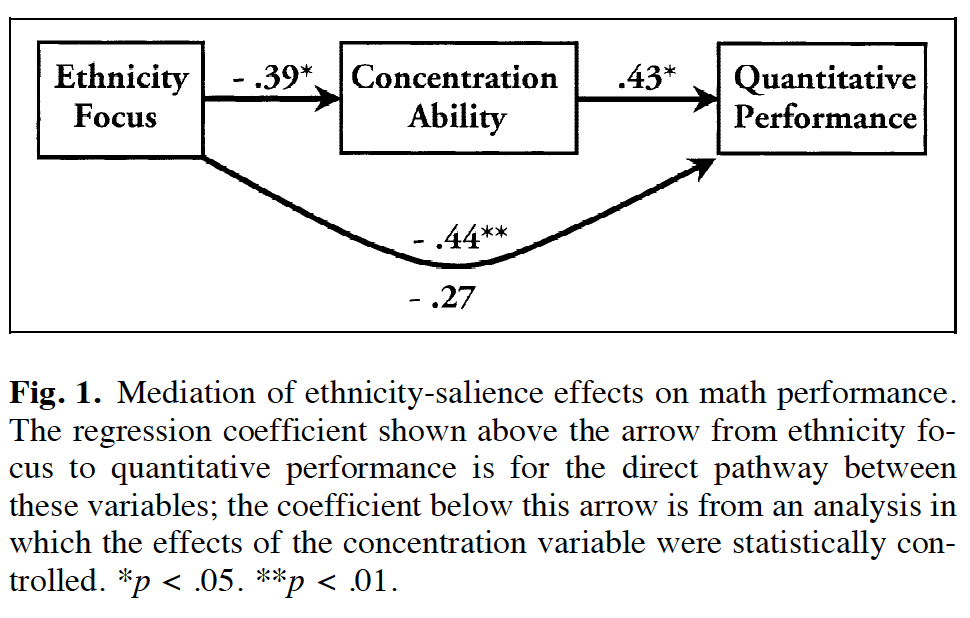 Ethnicity Focus
- .39*
Concentration Ability
.43*
Quantitative Performance
- .44**
- .27
Fig. 1. Mediation of ethnicity-salience effects on math performance.
The regression coefficient shown above the arrow from ethnicity fo-
cus to quantitative performance is for the direct pathway between
these variables; the coefficient below this arrow is from an analysis in
which the effects of the concentration variable were statistically con-
trolled. *p < .05. **p < .01.